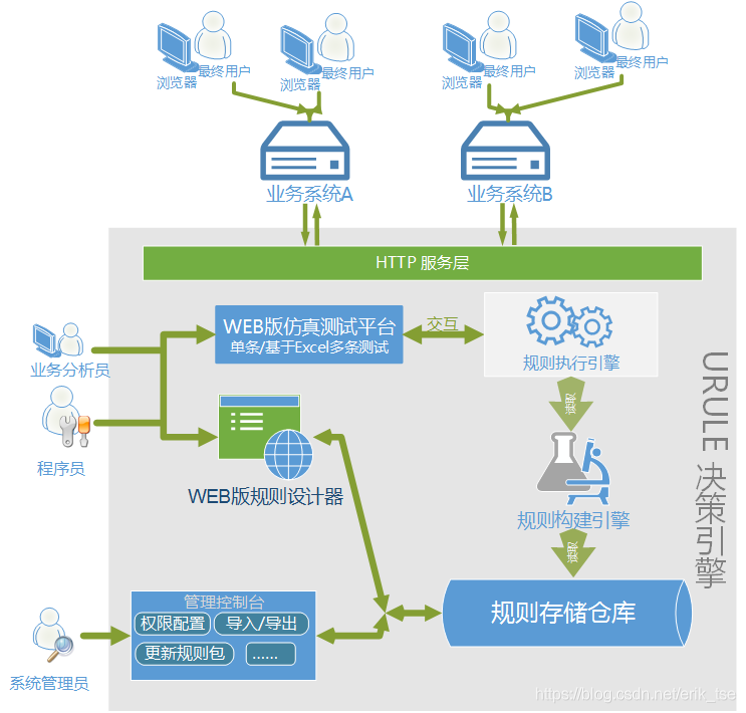 浏览器
最终用户
浏览器
最终用户
浏览器
最终用户
浏览器
最终用户
业务系统A
业务系统B
HTTP 服务层
WEB版仿真测试平台
单条/基于Excel多条测试
交互
规则执行引擎
业务分析员
程序员
WEB版规则设计器
规则构建引擎
URULE 决策引擎
管理控制台
权限配置
导入/导出
更新规则包
......
规则存储仓库
系统管理员
https://blog.csdn.net/erik_tse